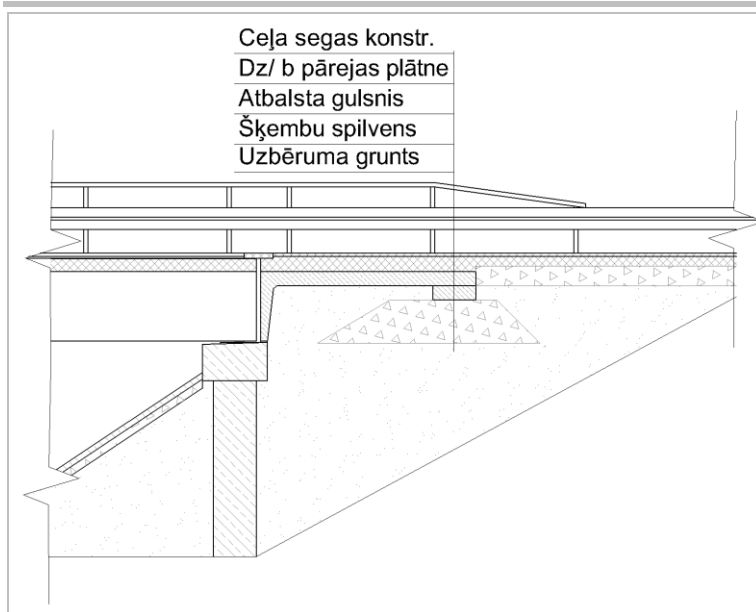 Ceļa segas konstr.
Dz/ b pārejas plātne
Atbalsta gulsnis
Šķembu spilvens
Uzbēruma grunts